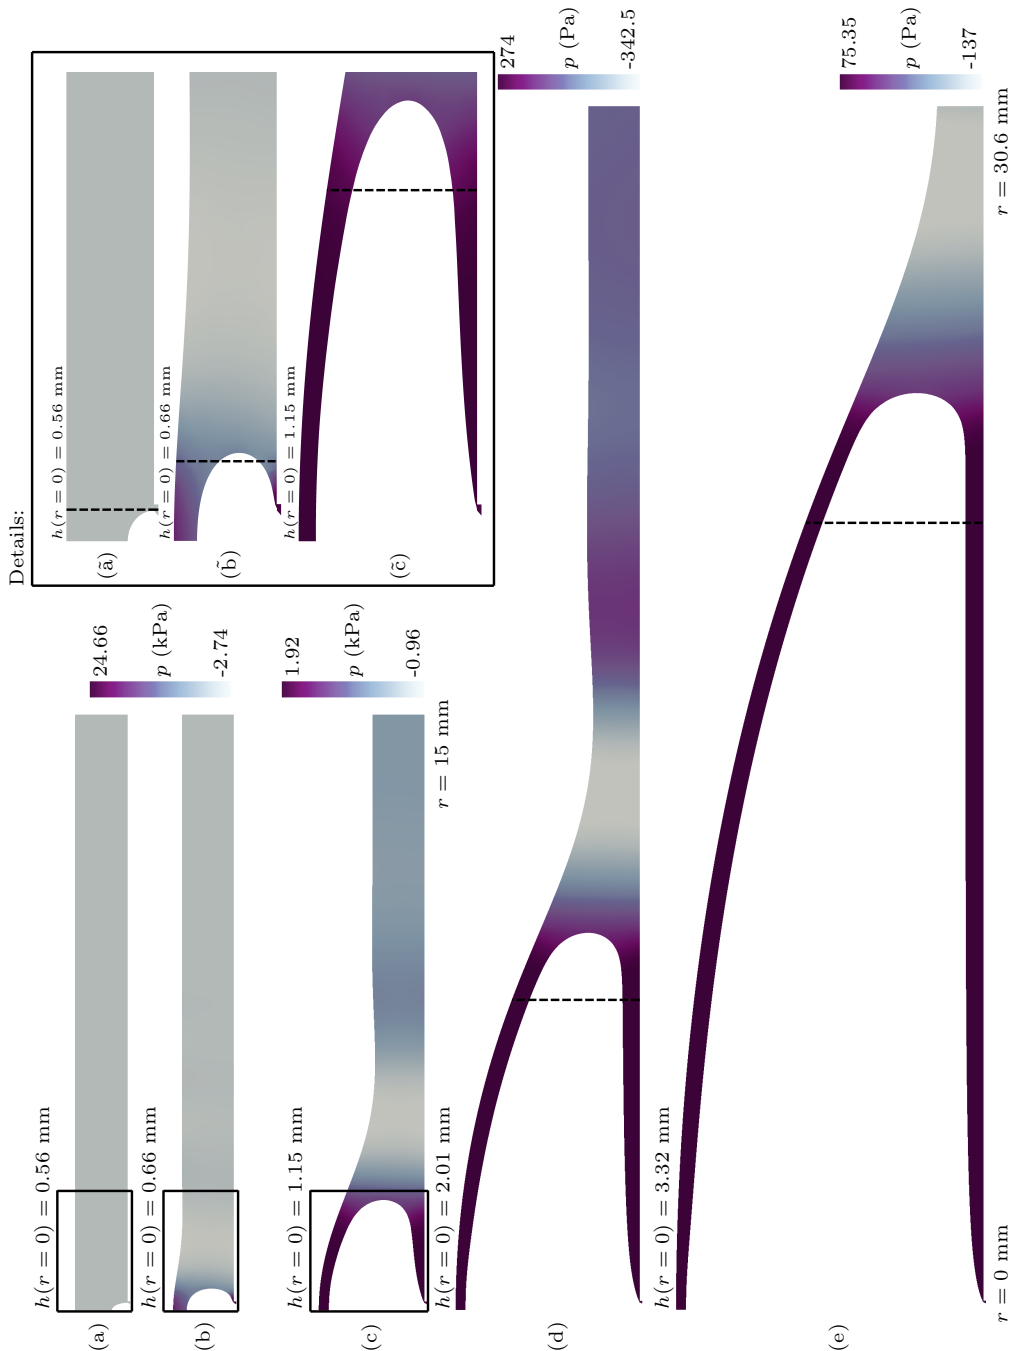 (a)
h(r = 0) = 0.56 mm
24.66
p (kPa)
-2.74
(b)
h(r = 0) = 0.66 mm
(c)
h(r = 0) = 1.15 mm
1.92
p (kPa)
-0.96
r = 15 mm
Details:
(ã)
h(r = 0) = 0.56 mm
(b̃)
h(r = 0) = 0.66 mm
(c̃)
h(r = 0) = 1.15 mm
(d)
h(r = 0) = 2.01 mm
274
p (Pa)
-342.5
(e)
h(r = 0) = 3.32 mm
75.35
p (Pa)
-137
r = 0 mm
r = 30.6 mm